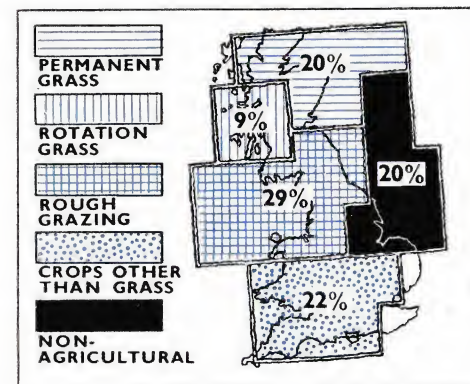 PERMANENT
GRASS
ROTATION
GRASS
ROUGH
GRAZING
CROPS OTHER
THAN GRASS
NON-
AGRICULTURAL
20%
9%
20%
29%
22%